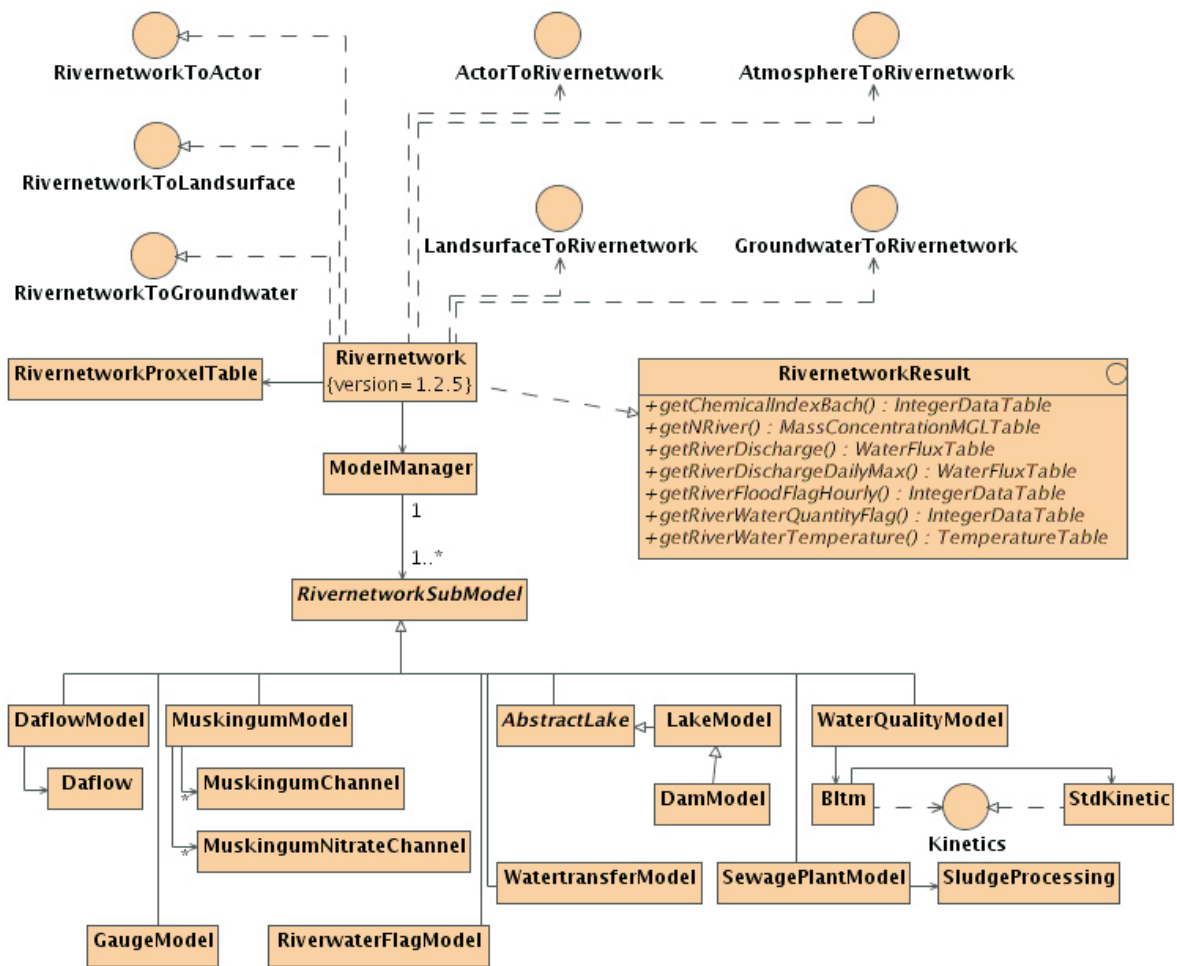 RivernetworkToActor
ActorToRivernetwork
AtmosphereToRivernetwork
RivernetworkToLandsurface
LandsurfaceToRivernetwork
GroundwaterToRivernetwork
RivernetworkToGroundwater
RivernetworkProxelTable
Rivernetwork
{version=1.2.5}
RivernetworkResult
+getChemicalIndexBach() : IntegerDataTable
+getNRiver() : MassConcentrationMGLTable
+getRiverDischarge() : WaterFluxTable
+getRiverDischargeDailyMax() : WaterFluxTable
+getRiverFloodFlagHourly() : IntegerDataTable
+getRiverWaterQuantityFlag() : IntegerDataTable
+getRiverWaterTemperature() : TemperatureTable
ModelManager
1
1..*
RivernetworkSubModel
DaflowModel
MuskingumModel
AbstractLake
LakeModel
WaterQualityModel
Daflow
*
MuskingumChannel
DamModel
Bltm
StdKinetic
*
MuskingumNitrateChannel
Kinetics
WatertransferModel
SewagePlantModel
SludgeProcessing
GaugeModel
RiverwaterFlagModel